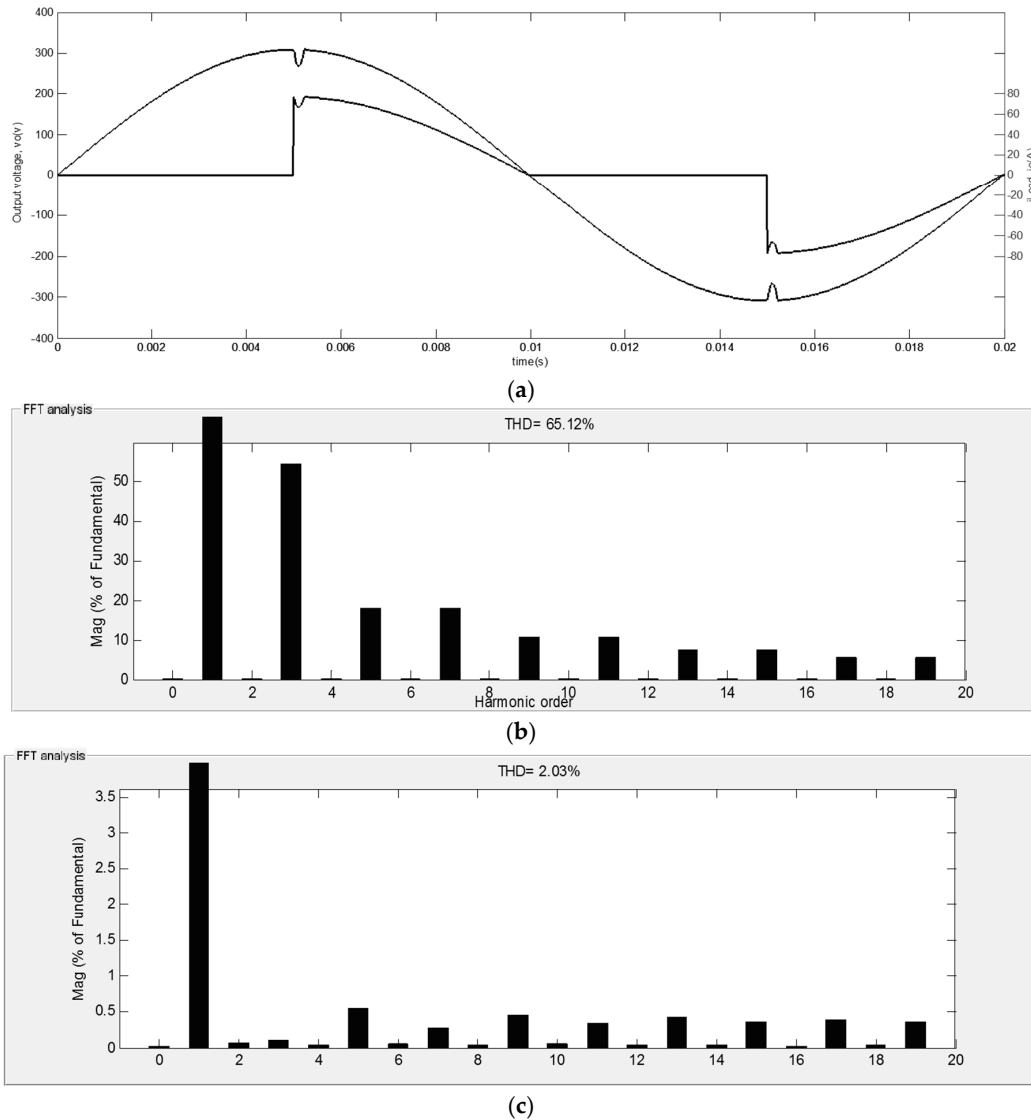 400
300
200
100
0
-100
-200
-300
-400
Output voltage, vo(v)
80
60
40
20
0
-20
-40
-60
-80
0 0.002 0.004 0.006 0.008 0.01 0.012 0.014 0.016 0.018 0.02
time(s)
(a)
FFT analysis
THD= 65.12%
Mag (% of Fundamental)
50
40
30
20
10
0
0 2 4 6 8 10 12 14 16 18 20
Harmonic order
(b)
FFT analysis
THD= 2.03%
Mag (% of Fundamental)
3.5
3
2.5
2
1.5
1
0.5
0
0 2 4 6 8 10 12 14 16 18 20
(c)